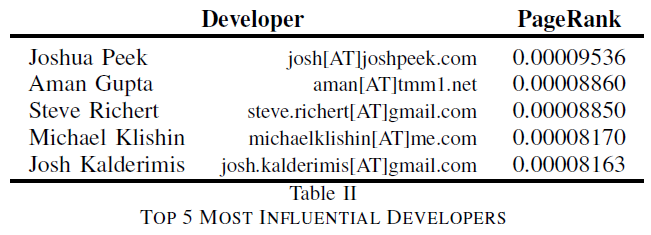 Developer PageRank
Joshua Peek josh[AT]joshpeek.com 0.00009536
Aman Gupta aman[AT]tmm1.net 0.00008860
Steve Richert steve.richert[AT]gmail.com 0.00008850
Michael Klishin michaelklishin[AT]me.com 0.00008170
Josh Kalderimis josh.kalderimis[AT]gmail.com 0.00008163
Table II
TOP 5 MOST INFLUENTIAL DEVELOPERS